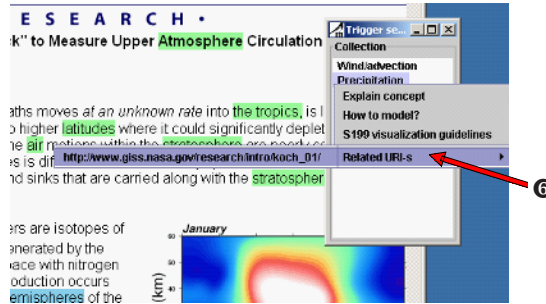 ESEARCH •
k" to Measure Upper Atmosphere Circulation
Trigger se...
Collection
Wind/advection
Precipitation
Explain concept
How to model?
S199 visualization guidelines
Related URI-s
http://www.giss.nasa.gov/research/intro/koch_01/
aths moves at an unknown rate into the tropics, is l
o higher latitudes where it could significantly deplet
he air motions within the stratosphere are poorly
es is dif
nd sinks that are carried along with the stratospher
ers are isotopes of
enerated by the
pace with nitrogen
oduction occurs
emispheres of the
January
60
50
40
(km)
6